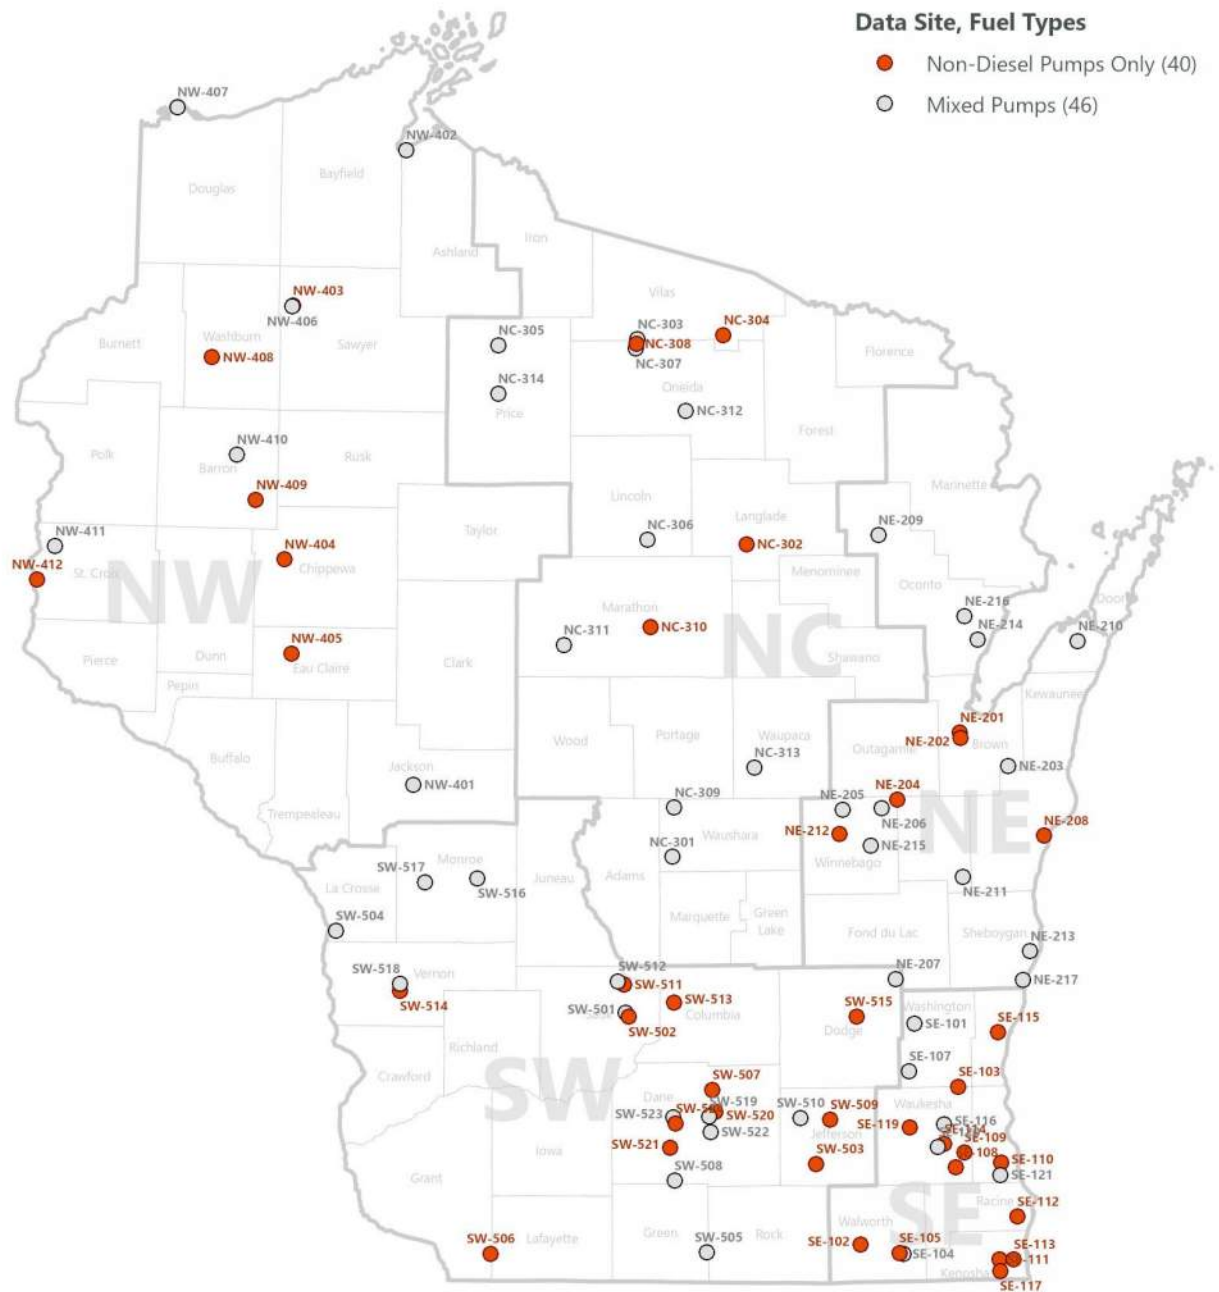 Data Site, Fuel Types
Non-Diesel Pumps Only (40)
Mixed Pumps (46)
NW-407
NW-402
Douglas
Bayfield
Ashland
Iron
Vilas
NW-403
NW-406
Washburn
Burnett
Sawyer
NW-408
NC-305
NC-303
NC-304
NC-308
NC-307
Florence
NC-314
Price
Oneida
NC-312
Forest
NW-410
Polk
Barron
Rusk
NW-409
Marinette
Lincoln
Langlade
Taylor
NC-306
NE-209
NW-411
NC-302
NW-404
NW-412
St. Croix
Chippewa
NW
Menominee
Oconto
Door
Marathon
NE-216
NC-310
NE-214
NE-210
NC-311
NW-405
NC
Pierce
Dunn
Eau Claire
Clark
Shawano
Pepin
Kewaunee
NE-201
Wood
Portage
Waupaca
Outagamie
NE-202
Brown
Buffalo
NC-313
NE-203
Jackson
NW-401
NE-204
Trempealeau
NC-309
NE-205
NE-206
NE
NE-208
Waushara
NE-212
NE-215
NC-301
Winnebago
Monroe
SW-517
SW-516
La Crosse
Juneau
Adams
NE-211
SW-504
Marquette
Green
Lake
Fond du Lac
Sheboygan
NE-213
SW-518
Vernon
SW-512
NE-207
NE-217
SW-511
SW-514
SW-513
SW-515
Washington
SW-501
Columbia
SE-101
SE-115
SW-502
Dodge
Richland
Crawford
SE-107
SW
SW-507
SE-103
Dane
Waukesha
SW-523
SW-519
SW-520
SW-510
SW-509
SE-116
SE-119
SW-522
Jefferson
SE-114
SE-109
SW-521
SW-503
108
SE-110
SE-121
Iowa
Grant
SW-508
SE
Racine
SE-112
Walworth
Lafayette
Green
Rock
SW-506
SW-505
SE-102
SE-105
SE-104
SE-113
SE-111
Kenosha
SE-117